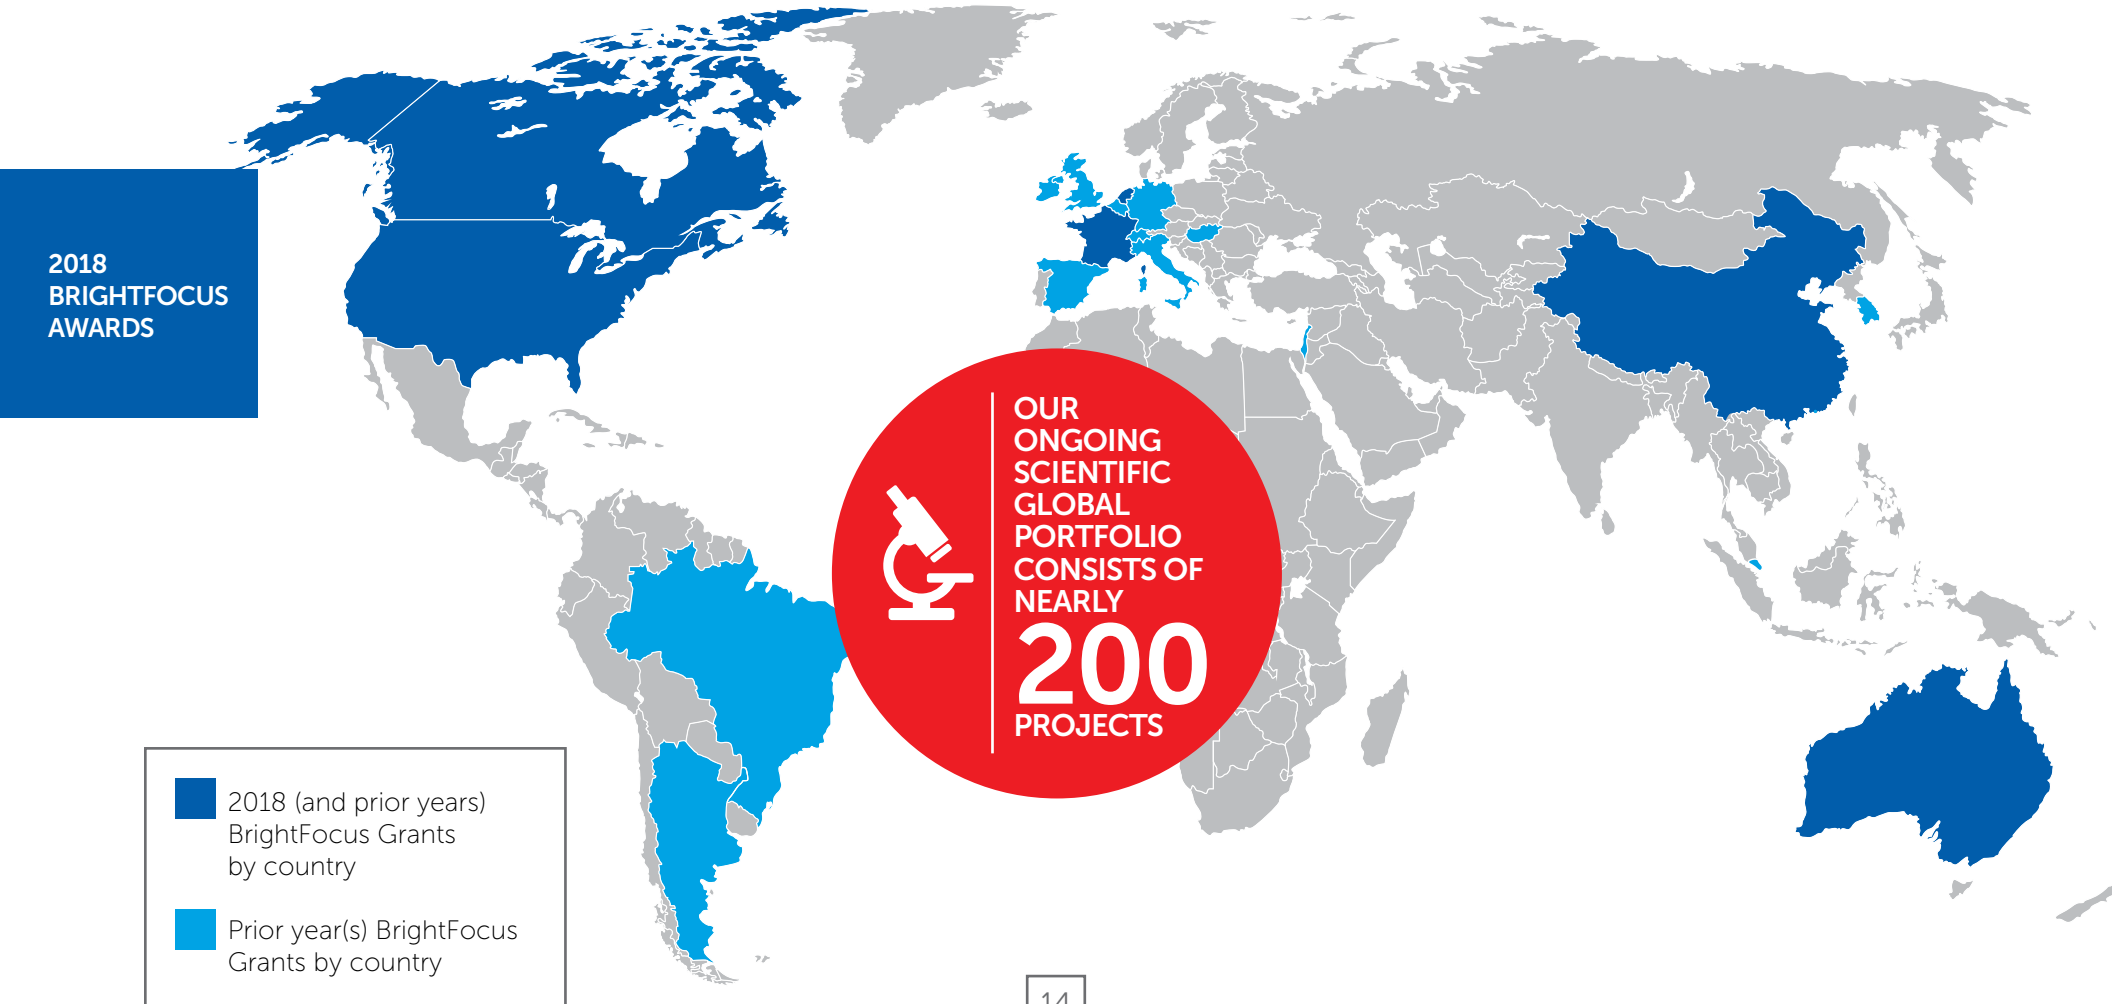 2018
BRIGHTFOCUS
AWARDS
OUR
ONGOING
SCIENTIFIC
GLOBAL
PORTFOLIO
CONSISTS OF
NEARLY
200
PROJECTS
2018 (and prior years)
BrightFocus Grants
by country
Prior year(s) BrightFocus
Grants by country
14